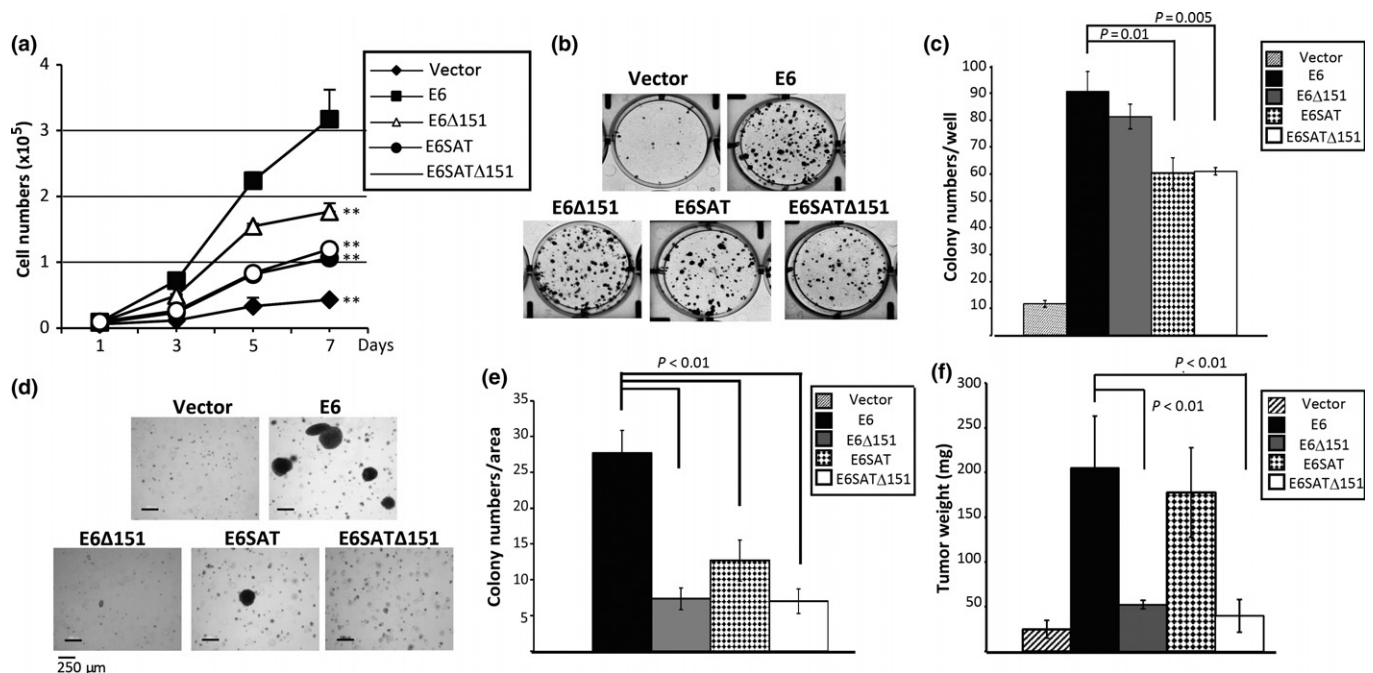 (a)
Cell numbers (x10⁵)
4
3
2
1
0
1 3 5 7 Days
**
**
**
**
Vector
E6
E6Δ151
E6SAT
E6SATΔ151
(b)
Vector E6
E6Δ151 E6SAT E6SATΔ151
(c)
P = 0.005
P = 0.01
Colony numbers/well
100
90
80
70
60
50
40
30
20
10
Vector
E6
E6Δ151
E6SAT
E6SATΔ151
(d)
Vector E6
E6Δ151 E6SAT E6SATΔ151
250 μm
(e)
P < 0.01
Colony numbers/area
35
30
25
20
15
10
5
Vector
E6
E6Δ151
E6SAT
E6SATΔ151
(f)
P < 0.01
P < 0.01
Tumor weight (mg)
300
250
200
150
100
50
Vector
E6
E6Δ151
E6SAT
E6SATΔ151